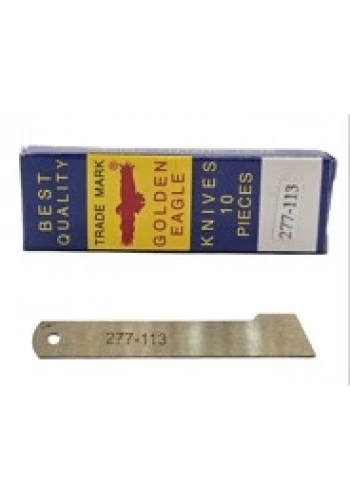 BEST
QUALITY
TRADE MARK
®
GOLDEN
EAGLE
KNIVES
10
PIECES
277-113
277-113